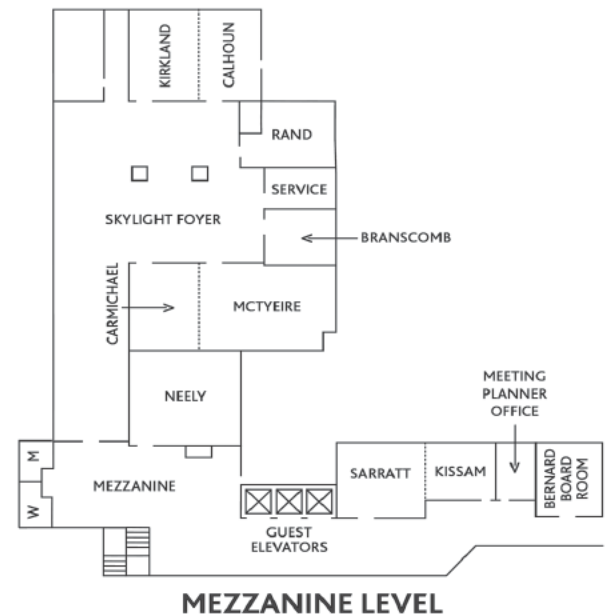 KIRKLAND
CALHOUN
RAND
SERVICE
SKYLIGHT FOYER
BRANSCOMB
CARMICHAEL
MCTYEIRE
NEELY
MEETING
PLANNER
OFFICE
M
W
MEZZANINE
SARRATT
KISSAM
BERNARD
BOARD
ROOM
GUEST
ELEVATORS
MEZZANINE LEVEL